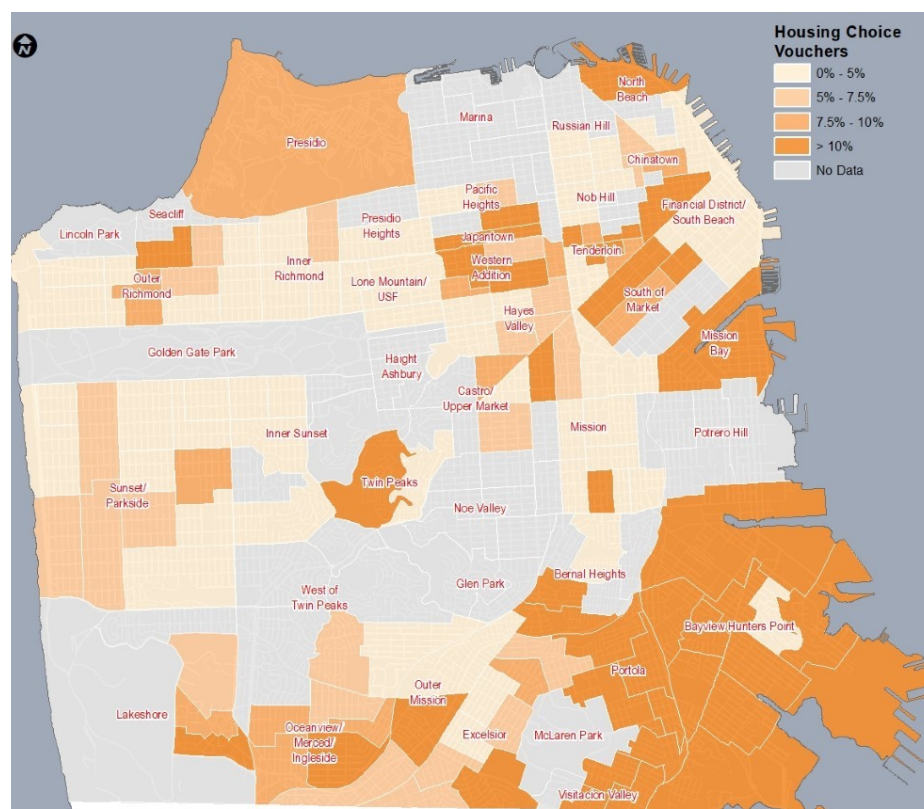 N
Housing Choice
Vouchers
0% - 5%
5% - 7.5%
7.5% - 10%
> 10%
No Data
North
Beach
Marina
Russian Hill
Presidio
Chinatown
Pacific
Heights
Nob Hill
Financial District/
South Beach
Seacliff
Lincoln Park
Presidio
Heights
Japantown
Inner
Richmond
Western
Addition
Tenderloin
Outer
Richmond
Lone Mountain/
USF
South of
Market
Hayes
Valley
Mission
Bay
Golden Gate Park
Haight
Ashbury
Castro/
Upper Market
Inner Sunset
Mission
Potrero Hill
Sunset/
Parkside
Twin Peaks
Noe Valley
Glen Park
Bernal Heights
West of
Twin Peaks
Bayview Hunters Point
Portola
Outer
Mission
Lakeshore
Oceanview/
Merced/
Ingleside
Excelsior
McLaren Park
Visitacion Valley